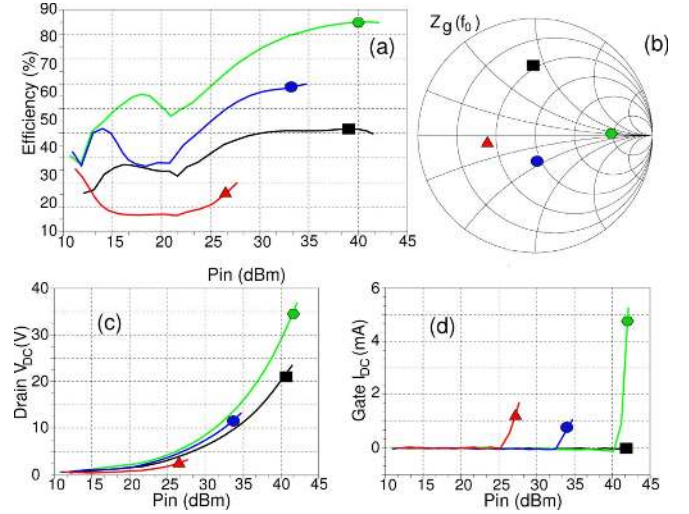 90
80
70
60
50
40
30
20
10
Efficiency (%)
(a)
10 15 20 25 30 35 40 45
Pin (dBm)
Zg(f0)
(b)
40
30
20
10
0
Drain VDC(V)
(c)
10 15 20 25 30 35 40 45
Pin (dBm)
6
4
2
0
Gate IDC (mA)
(d)
10 15 20 25 30 35 40 45
Pin (dBm)